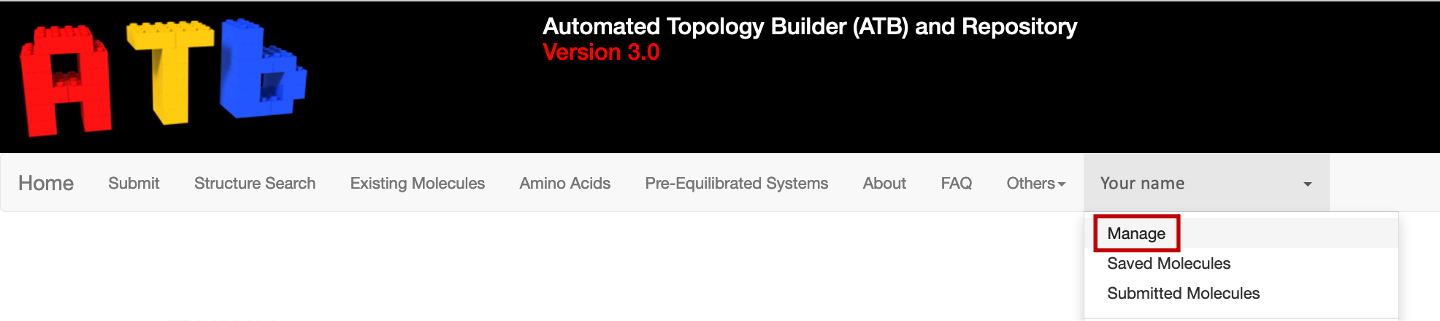 ATb
Automated Topology Builder (ATB) and Repository
Version 3.0
Home Submit Structure Search Existing Molecules Amino Acids Pre-Equilibrated Systems About FAQ Others Your name
Manage
Saved Molecules
Submitted Molecules